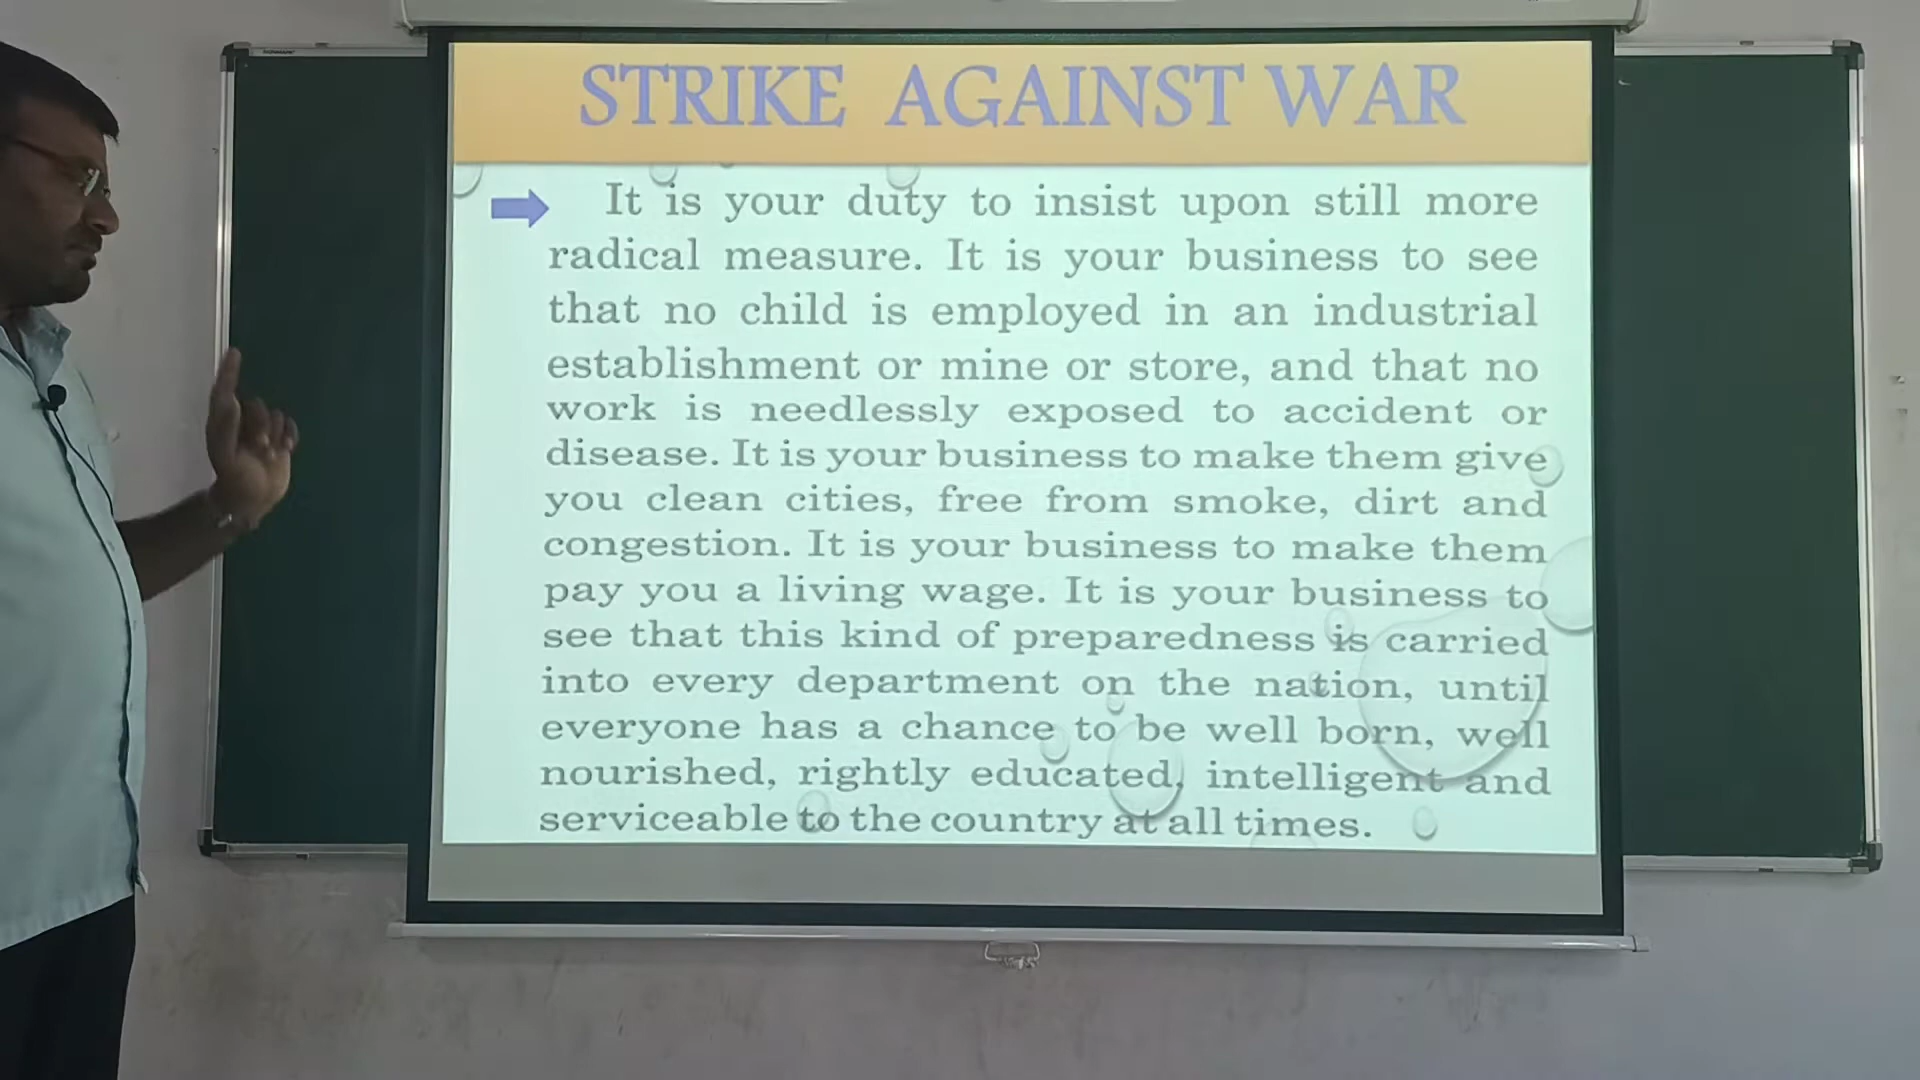 STRIKE AGAINST WAR
It is your duty to insist upon still more
radical measure. It is your business to see
that no child is employed in an industrial
establishment or mine or store, and that no
work is needlessly exposed to accident or
disease. It is your business to make them give
you clean cities, free from smoke, dirt and
congestion. It is your business to make them
pay you a living wage. It is your business to
see that this kind of preparedness is carried
into every department on the nation, until
everyone has a chance to be well born, well
nourished, rightly educated, intelligent and
serviceable to the country at all times.